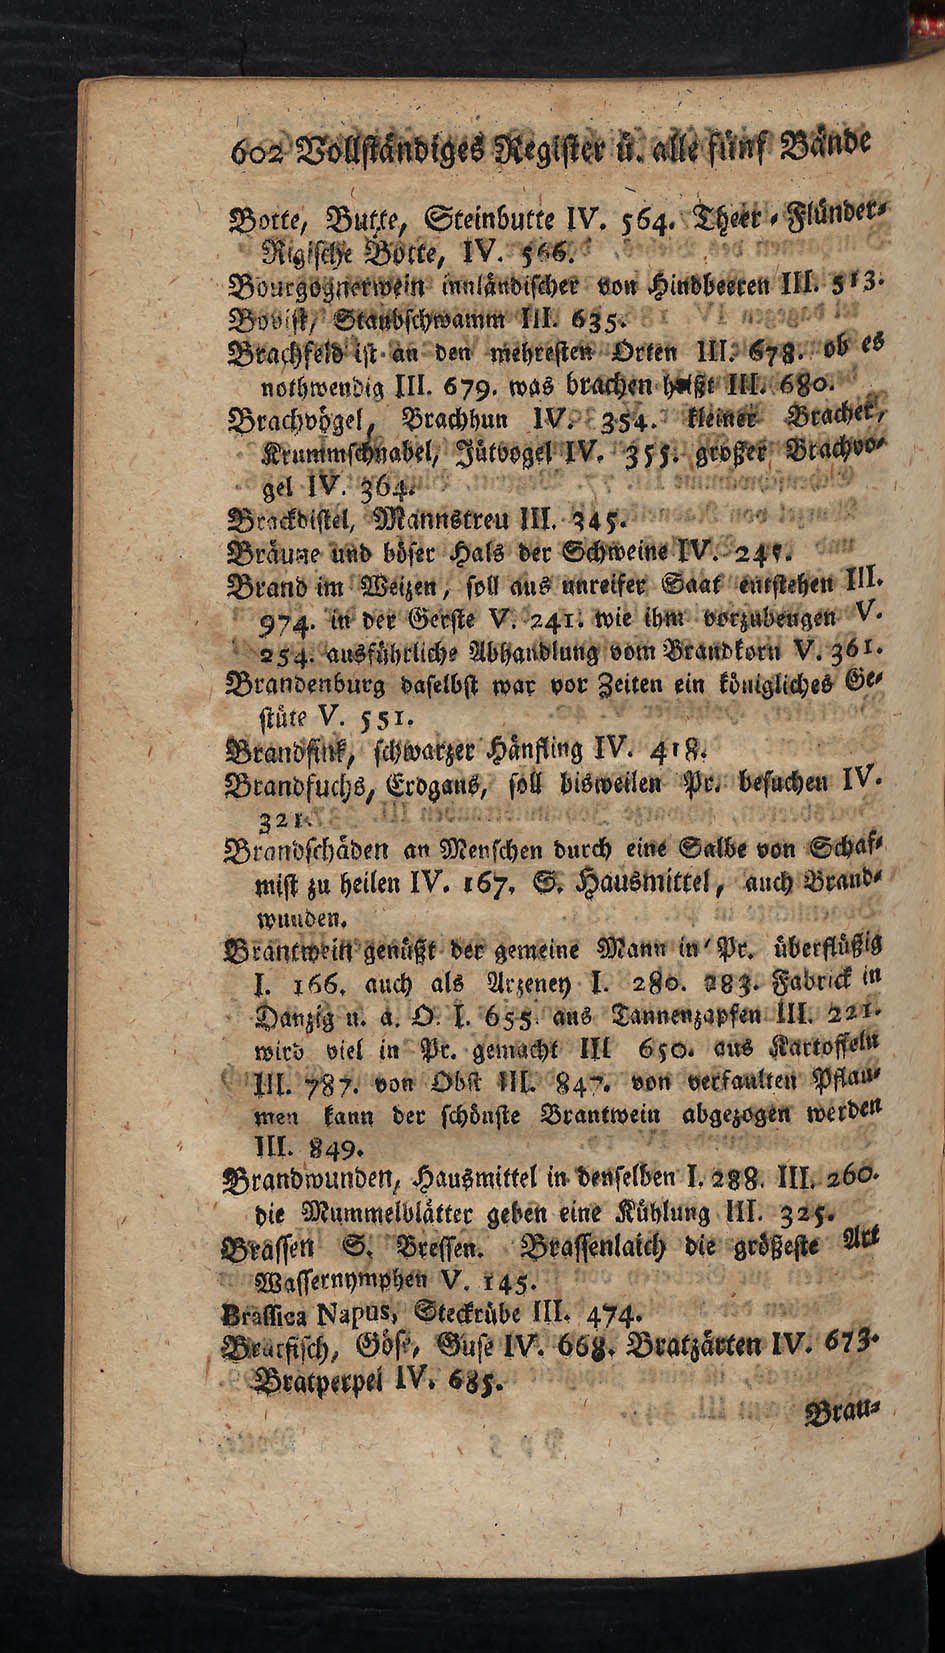 602 Vollständiges Register ü. alle fünf Bände
Botte, Butte, Steinbutte IV. 564. Theer-Flünder-
Rigische Botte, IV. 566.
Bourgognerwein innländischer von Hindbeeren III. 513.
Bovist, Staubschwamm III. 635.
Brachfeld ist an den mehresten Orten III. 678. ob es
nothwendig III. 679. was brachen heißt III. 680.
Brachvögel, Brachhun IV. 354. kleiner Bracher,
Krummschnabel, Jütvogel IV. 355. großer Brachvo-
gel IV. 364.
Brackdistel, Mannstreu III. 345.
Bräune und böser Hals der Schweine IV. 241.
Brand im Weizen, soll aus unreifer Saat entstehen III.
974. in der Gerste V. 241. wie ihm vorzubeugen V.
254. ausführliche Abhandlung vom Brandkorn V. 361.
Brandenburg daselbst war vor Zeiten ein königliches Ge-
stüte V. 551.
Brandfink, schwarzer Hänfling IV. 418.
Brandfuchs, Erdgans, soll bisweilen Pr. besuchen IV.
321.
Brandschäden an Menschen durch eine Salbe von Schaf-
mist zu heilen IV. 167. S. Hausmittel, auch Brand-
wunden.
Brantwein genüßt der gemeine Mann in Pr. überflüßig
I. 166. auch als Arzeney I. 280. 283. Fabrick in
Danzig u. a. O. I. 655. aus Tannenzapfen III. 221.
wird viel in Pr. gemacht III 650. aus Kartoffeln
III. 787. von Obst III. 847. von verfaulten Pflau-
men kann der schönste Brantwein abgezogen werden
III. 849.
Brandwunden, Hausmittel in denselben I. 288. III. 260.
die Mummelblätter geben eine Kühlung III. 325.
Brassen S. Bressen. Brassenlaich die größeste Art
Wassernymphen V. 145.
Brassica Napus, Steckrübe III. 474.
Bratfisch, Göse, Guse IV. 668. Bratzärten IV. 673.
Bratperpel IV. 685.
Brau-